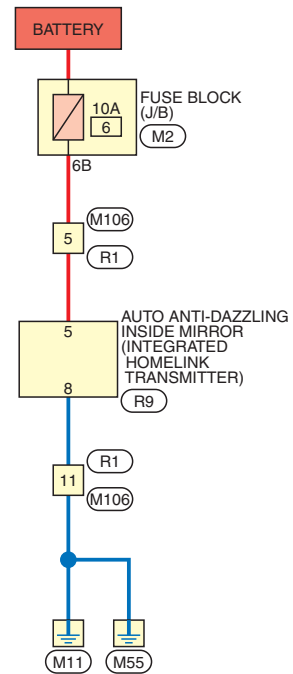 BATTERY
10A
6
FUSE BLOCK
(J/B)
M2
6B
M106
5
R1
5
AUTO ANTI-DAZZLING
INSIDE MIRROR
(INTEGRATED
HOMELINK
TRANSMITTER)
8
R9
R1
11
M106
M11
M55